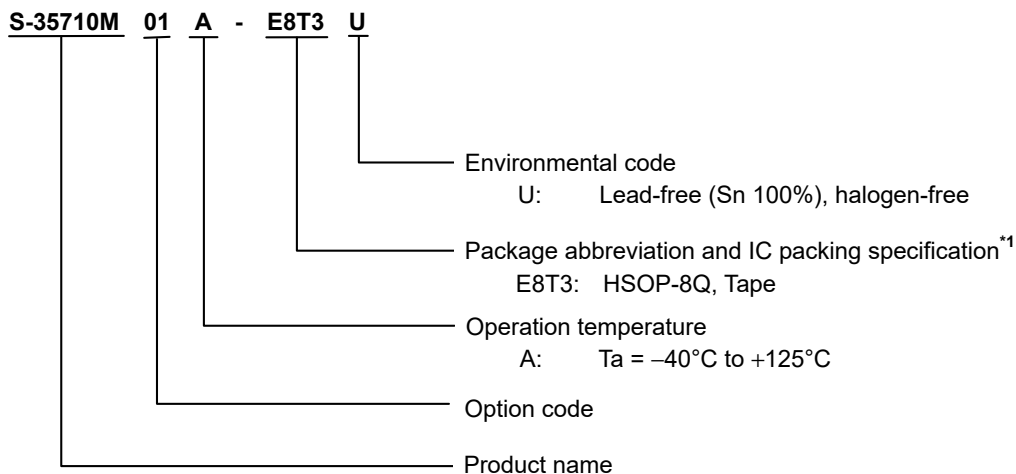 S-35710M 01 A - E8T3 U
Environmental code
U: Lead-free (Sn 100%), halogen-free
Package abbreviation and IC packing specification*1
E8T3: HSOP-8Q, Tape
Operation temperature
A: Ta = −40°C to +125°C
Option code
Product name